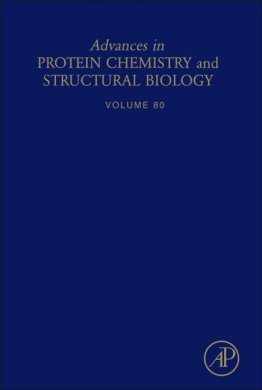 Advances in
PROTEIN CHEMISTRY and
STRUCTURAL BIOLOGY
VOLUME 80
AP